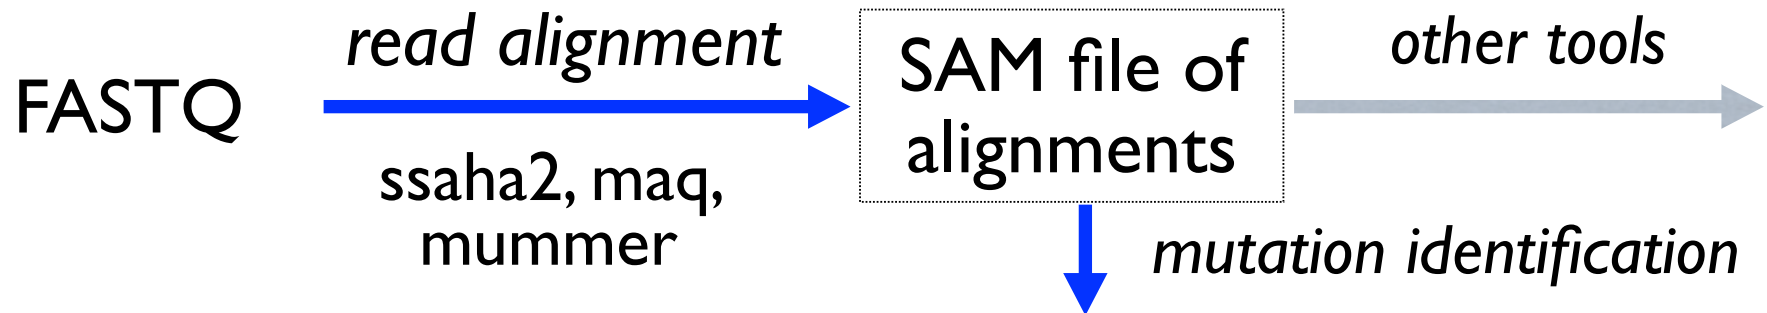 FASTQ
read alignment
ssaha2, maq,
mummer
SAM file of
alignments
other tools
mutation identification